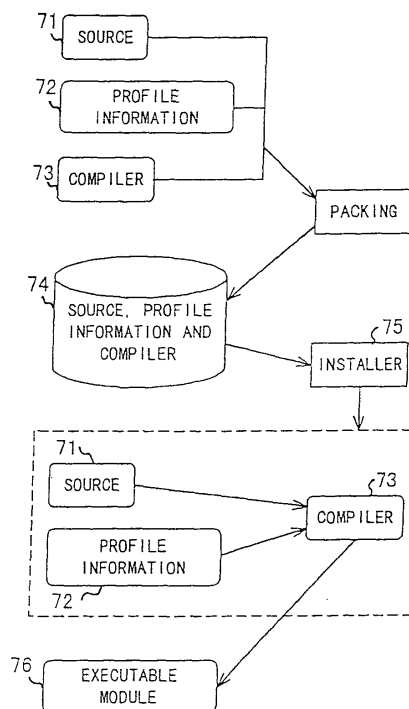 71
SOURCE
72
PROFILE
INFORMATION
73
COMPILER
PACKING
74
SOURCE, PROFILE
INFORMATION AND
COMPILER
75
INSTALLER
71
SOURCE
73
COMPILER
PROFILE
INFORMATION
72
76
EXECUTABLE
MODULE